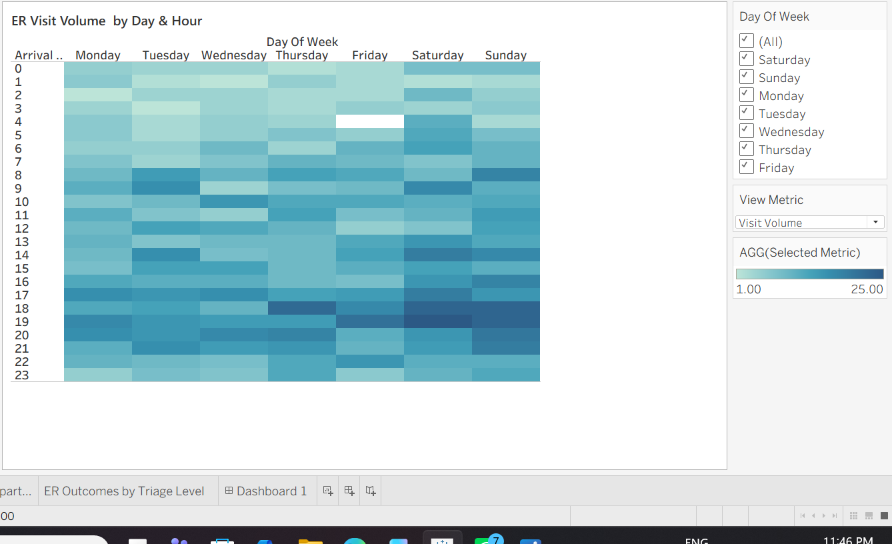 ER Visit Volume by Day & Hour
Day Of Week
Arrival .. Monday Tuesday Wednesday Thursday Friday Saturday Sunday
0
1
2
3
4
5
6
7
8
9
10
11
12
13
14
15
16
17
18
19
20
21
22
23
Day Of Week
(All)
Saturday
Sunday
Monday
Tuesday
Wednesday
Thursday
Friday
View Metric
Visit Volume
AGG(Selected Metric)
1.00 25.00
part... ER Outcomes by Triage Level Dashboard 1
00
7
ENG 11:46 PM